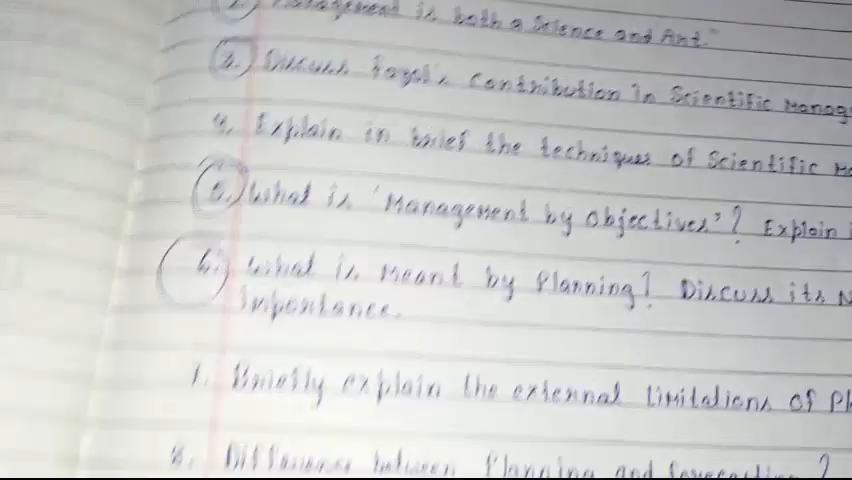 Management is both a Science and Art."
3.) Discuss Fayol's contribution in Scientific Manag
4. Explain in brief the techniques of Scientific
5.) What is 'Management by objectives'? Explain
6.) What is meant by Planning? Discuss its
importance.
7. Briefly explain the external limitations of
8. Difference between Planning and forecasting?